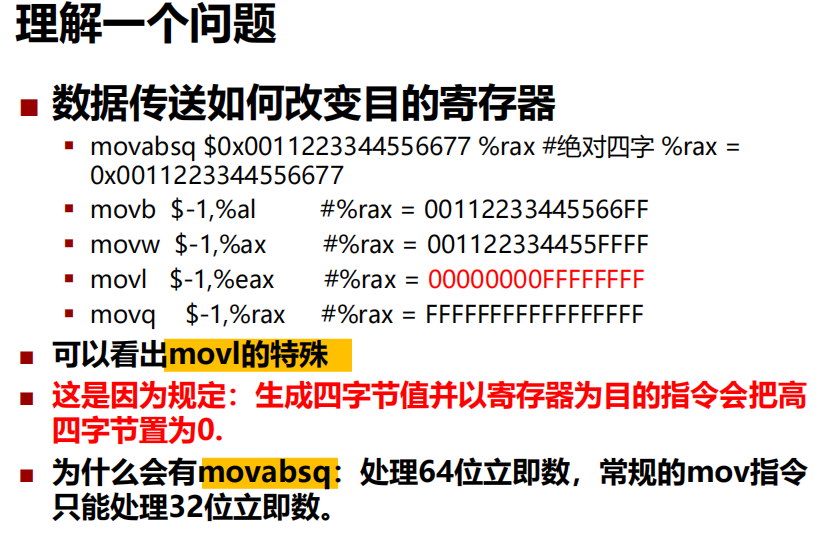 理解一个问题
数据传送如何改变目的寄存器
movabsq $0x0011223344556677 %rax #绝对四字 %rax =
0x0011223344556677
movb $-1,%al #%rax = 00112233445566FF
movw $-1,%ax #%rax = 001122334455FFFF
movl $-1,%eax #%rax = 00000000FFFFFFFF
movq $-1,%rax #%rax = FFFFFFFFFFFFFFFFF
可以看出movl的特殊
这是因为规定：生成四字节值并以寄存器为目的指令会把高
四字节置为0.
为什么会有movabsq：处理64位立即数，常规的mov指令
只能处理32位立即数。